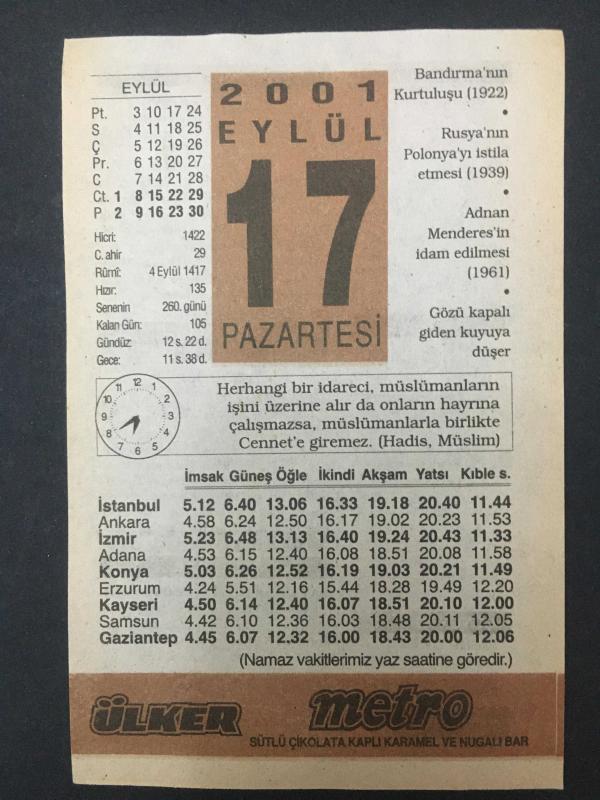 EYLÜL
Pt. 3 10 17 24
S 4 11 18 25
Ç 5 12 19 26
Pr. 6 13 20 27
C 7 14 21 28
Ct. 1 8 15 22 29
P 2 9 16 23 30
Hicrî: 1422
C. ahir 29
Rûmî: 4 Eylül 1417
Hızır: 135
Senenin 260. günü
Kalan Gün: 105
Gündüz: 12 s. 22 d.
Gece: 11 s. 38 d.
2001
EYLÜL
17
PAZARTESİ
Bandırma'nın
Kurtuluşu (1922)
•
Rusya'nın
Polonya'yı istila
etmesi (1939)
•
Adnan
Menderes'in
idam edilmesi
(1961)
•
Gözü kapalı
giden kuyuya
düşer
12
11 1
10 2
9 3
8 4
7 5
6
Herhangi bir idareci, müslümanların
işini üzerine alır da onların hayrına
çalışmazsa, müslümanlarla birlikte
Cennet'e giremez. (Hadis, Müslim)
İmsak Güneş Öğle İkindi Akşam Yatsı Kıble s.
İstanbul 5.12 6.40 13.06 16.33 19.18 20.40 11.44
Ankara 4.58 6.24 12.50 16.17 19.02 20.23 11.53
İzmir 5.23 6.48 13.13 16.40 19.24 20.43 11.33
Adana 4.53 6.15 12.40 16.08 18.51 20.08 11.58
Konya 5.03 6.26 12.52 16.19 19.03 20.21 11.49
Erzurum 4.24 5.51 12.16 15.44 18.28 19.49 12.20
Kayseri 4.50 6.14 12.40 16.07 18.51 20.10 12.00
Samsun 4.42 6.10 12.36 16.03 18.48 20.11 12.05
Gaziantep 4.45 6.07 12.32 16.00 18.43 20.00 12.06
(Namaz vakitlerimiz yaz saatine göredir.)
ÜLKER metro
SÜTLÜ ÇİKOLATA KAPLI KARAMEL VE NUGALI BAR